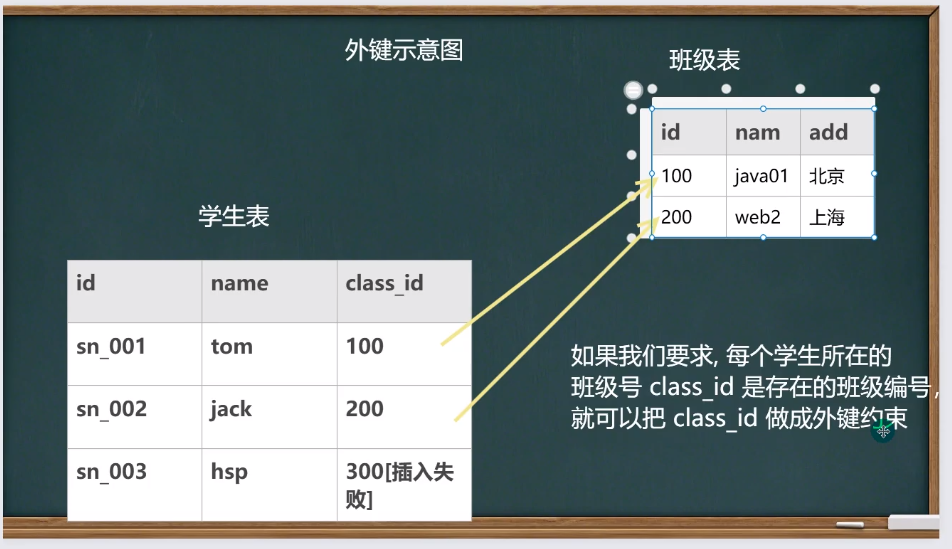 外键示意图
班级表
id nam add
100 java01 北京
200 web2 上海
学生表
id name class_id
sn_001 tom 100
sn_002 jack 200
sn_003 hsp 300[插入失
败]
如果我们要求, 每个学生所在的
班级号 class_id 是存在的班级编号,
就可以把 class_id 做成外键约束